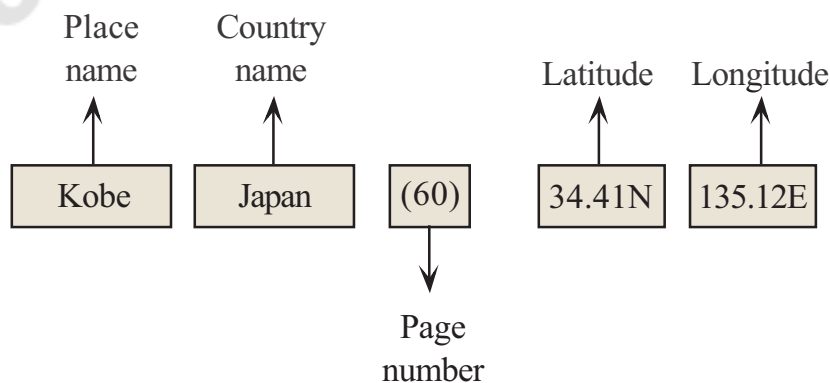 Place
name
Country
name
Latitude Longitude
Kobe Japan (60) 34.41N 135.12E
Page
number